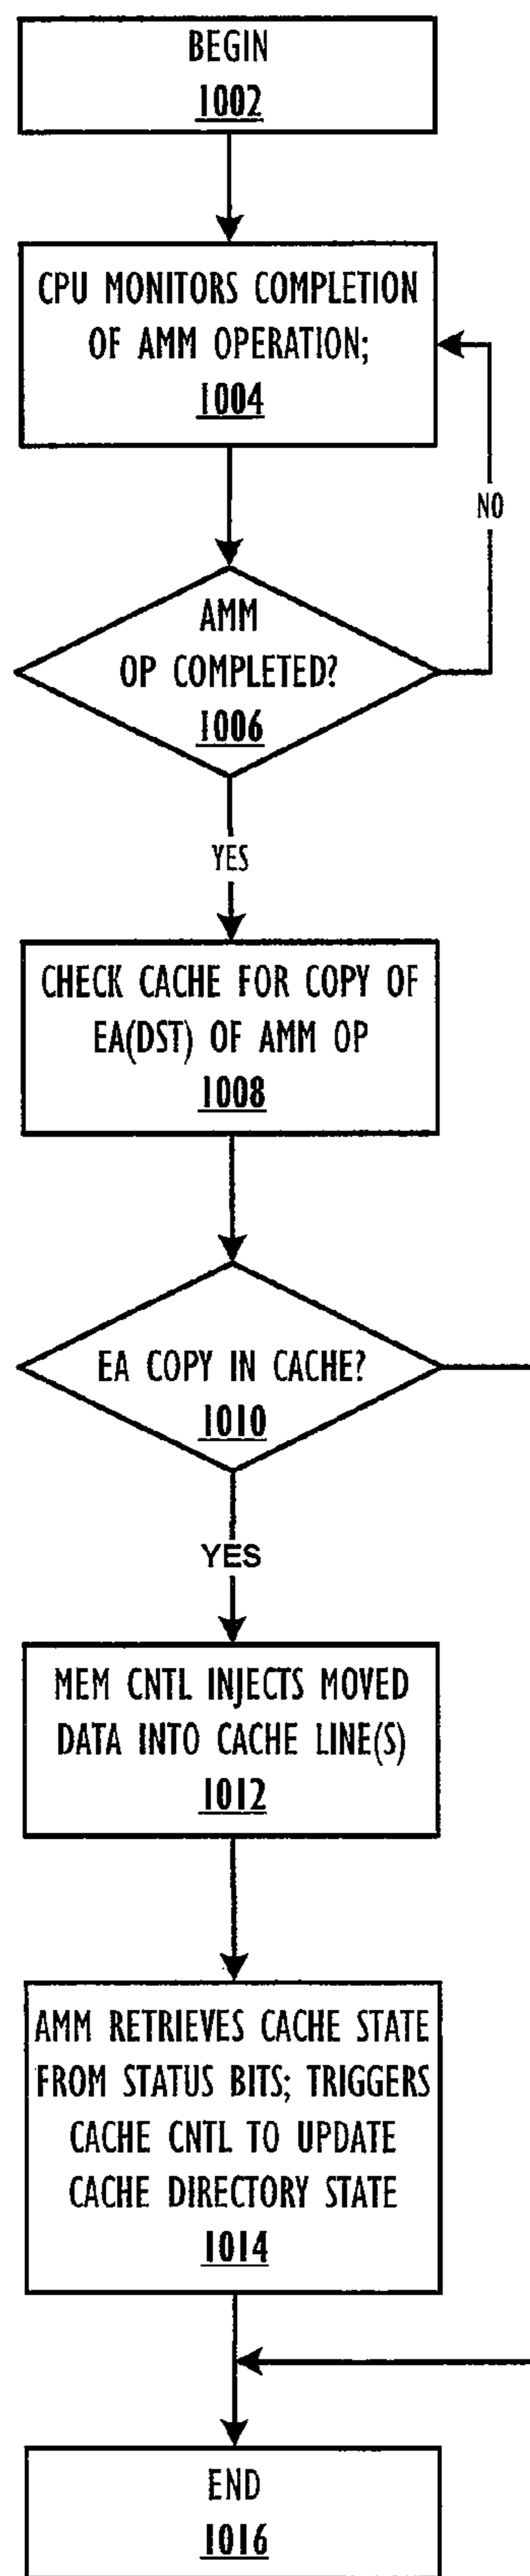 BEGIN
1002
CPU MONITORS COMPLETION
OF AMM OPERATION;
1004
NO
AMM
OP COMPLETED?
1006
YES
CHECK CACHE FOR COPY OF
EA(DST) OF AMM OP
1008
EA COPY IN CACHE?
1010
YES
MEM CNTL INJECTS MOVED
DATA INTO CACHE LINE(S)
1012
AMM RETRIEVES CACHE STATE
FROM STATUS BITS; TRIGGERS
CACHE CNTL TO UPDATE
CACHE DIRECTORY STATE
1014
END
1016